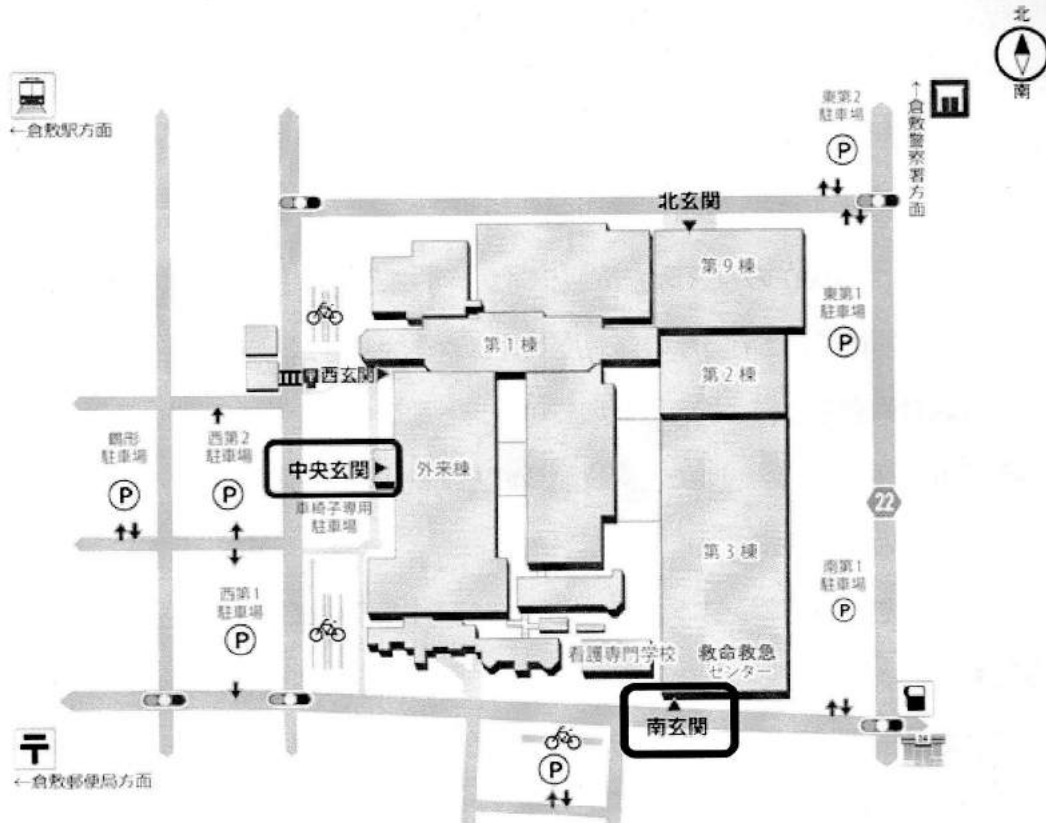 北
南
←倉敷駅方面
↑倉敷警察署方面
東第2
駐車場
P
北玄関
第9棟
東第1
駐車場
P
第1棟
第2棟
西玄関
鶴形
駐車場
P
西第2
駐車場
P
中央玄関
外来棟
車椅子専用
駐車場
22
第3棟
南第1
駐車場
P
西第1
駐車場
P
看護専門学校
救命救急
センター
南玄関
P
〒
←倉敷郵便局方面
24